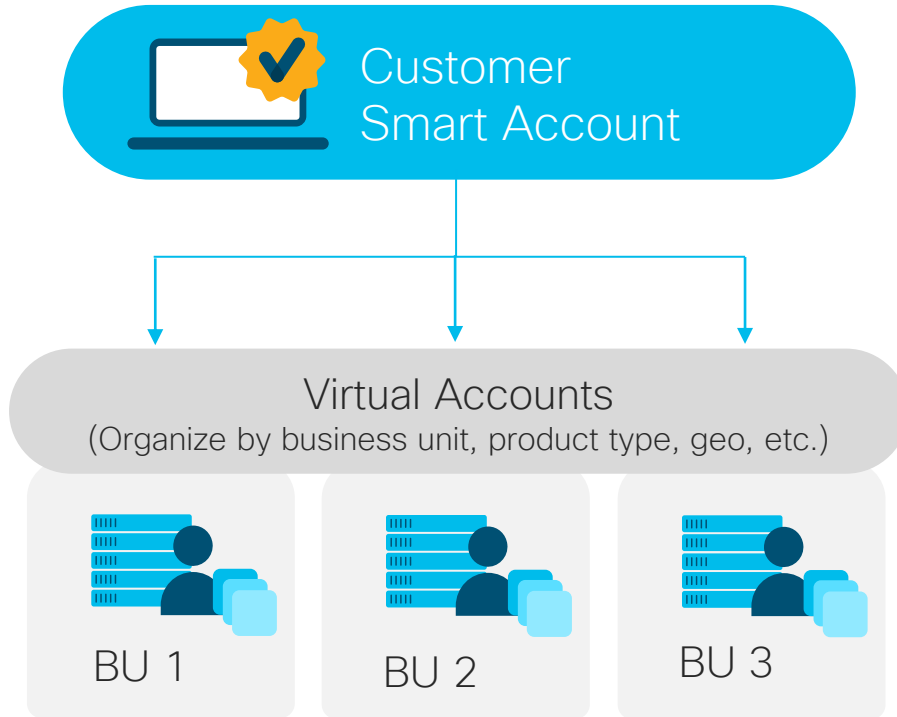 Customer
Smart Account
Virtual Accounts
(Organize by business unit, product type, geo, etc.)
BU 1
BU 2
BU 3